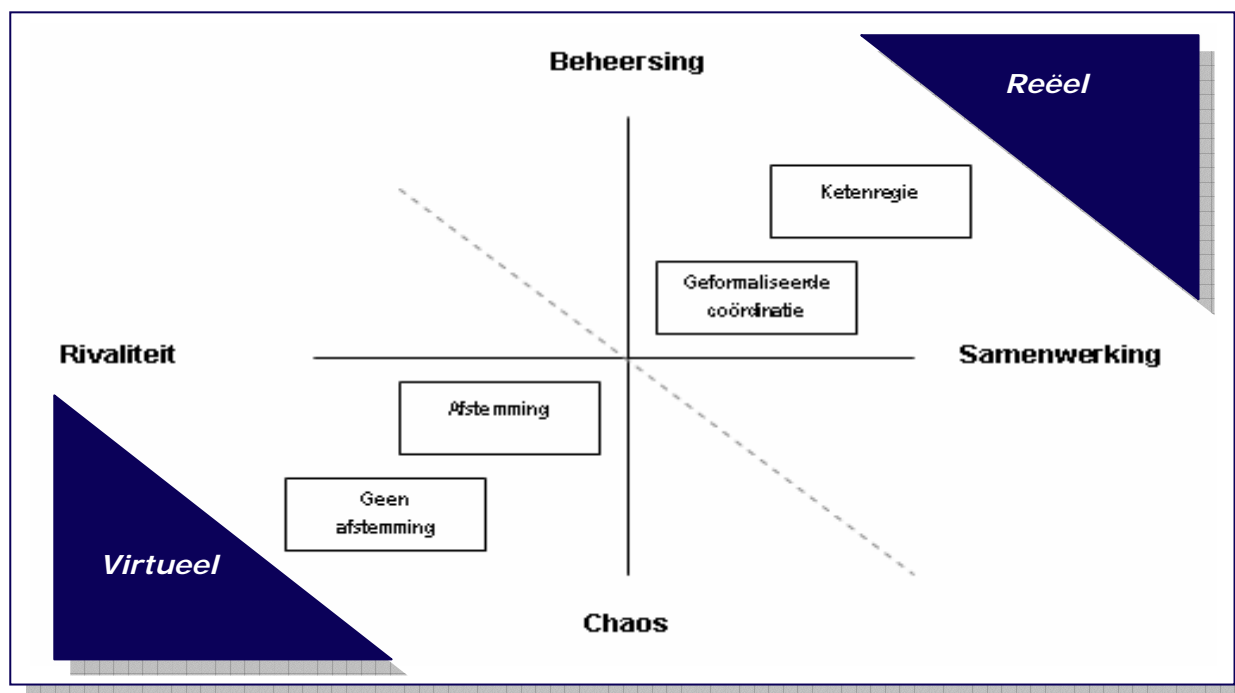 Beheersing
Reëel
Ketenregie
Geformaliseerde
coördinatie
Rivaliteit
Samenwerking
Afstemming
Geen
afstemming
Virtueel
Chaos